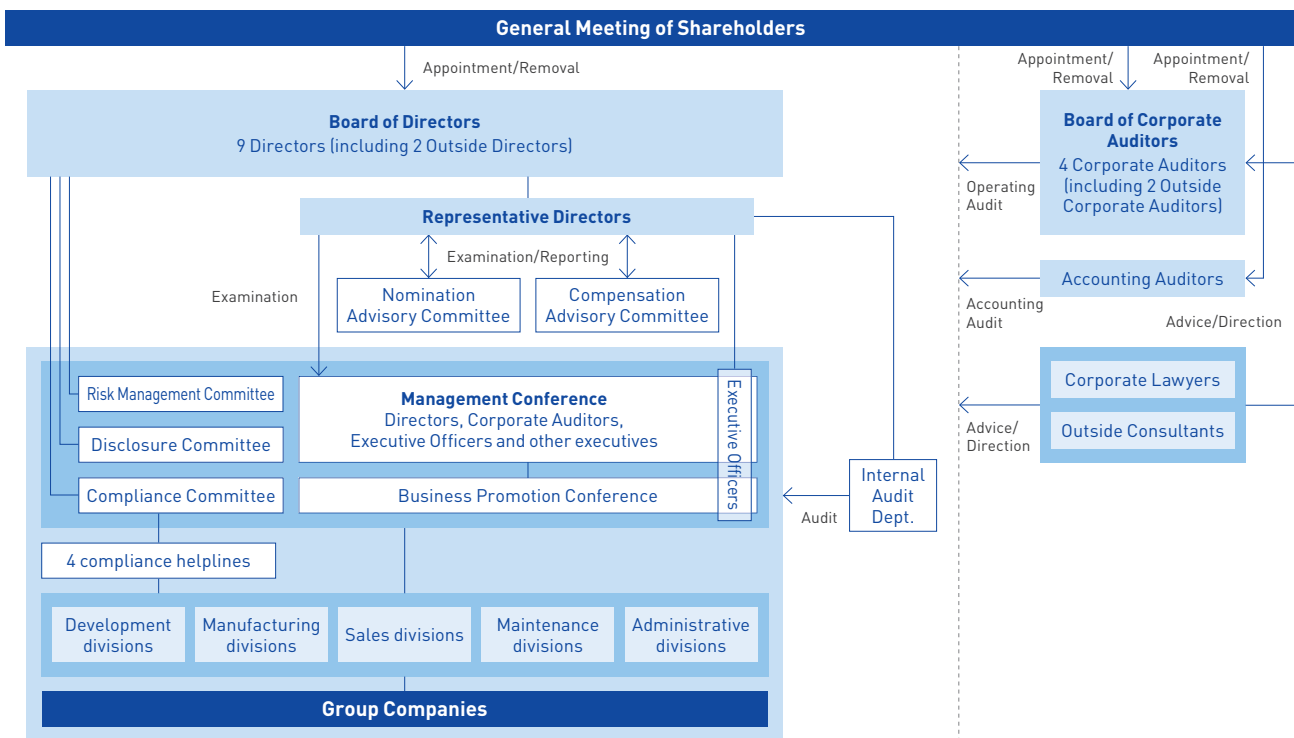 General Meeting of Shareholders
Appointment/Removal
Appointment/
Removal
Appointment/
Removal
Board of Directors
9 Directors (including 2 Outside Directors)
Board of Corporate
Auditors
4 Corporate Auditors
(including 2 Outside
Corporate Auditors)
Operating
Audit
Representative Directors
Examination/Reporting
Examination
Nomination
Advisory Committee
Compensation
Advisory Committee
Accounting Auditors
Accounting
Audit
Advice/Direction
Risk Management Committee
Disclosure Committee
Compliance Committee
Management Conference
Directors, Corporate Auditors,
Executive Officers and other executives
Business Promotion Conference
Executive Officers
Corporate Lawyers
Outside Consultants
Advice/
Direction
Internal
Audit
Dept.
Audit
4 compliance helplines
Development
divisions
Manufacturing
divisions
Sales divisions
Maintenance
divisions
Administrative
divisions
Group Companies